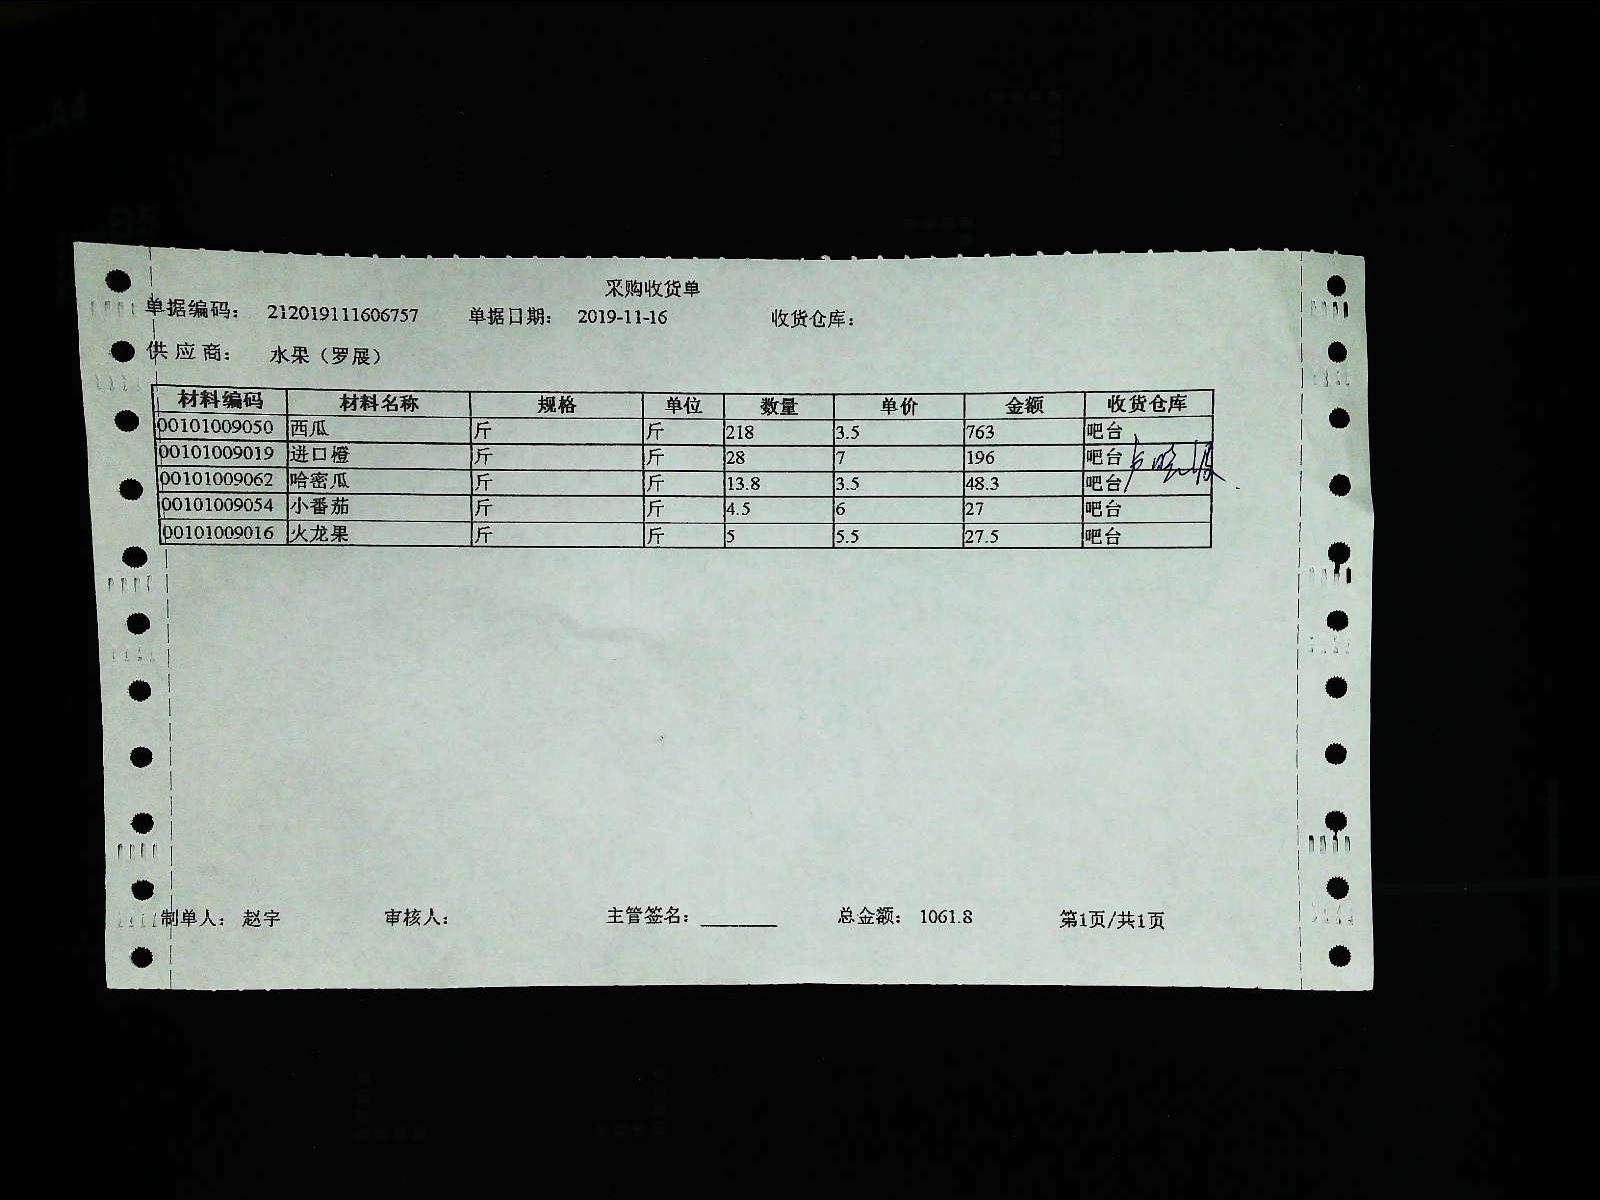 采购收货单
单据编码： 212019111606757 单据日期： 2019-11-16 收货仓库：
供应商： 水果（罗展）
材料编码 材料名称 规格 单位 数量 单价 金额 收货仓库
00101009050 西瓜 斤 斤 218 3.5 763 吧台
00101009019 进口橙 斤 斤 28 7 196 吧台
00101009062 哈密瓜 斤 斤 13.8 3.5 48.3 吧台
00101009054 小番茄 斤 斤 4.5 6 27 吧台
00101009016 火龙果 斤 斤 5 5.5 27.5 吧台
制单人： 赵宇 审核人： 主管签名： 总金额： 1061.8 第1页/共1页